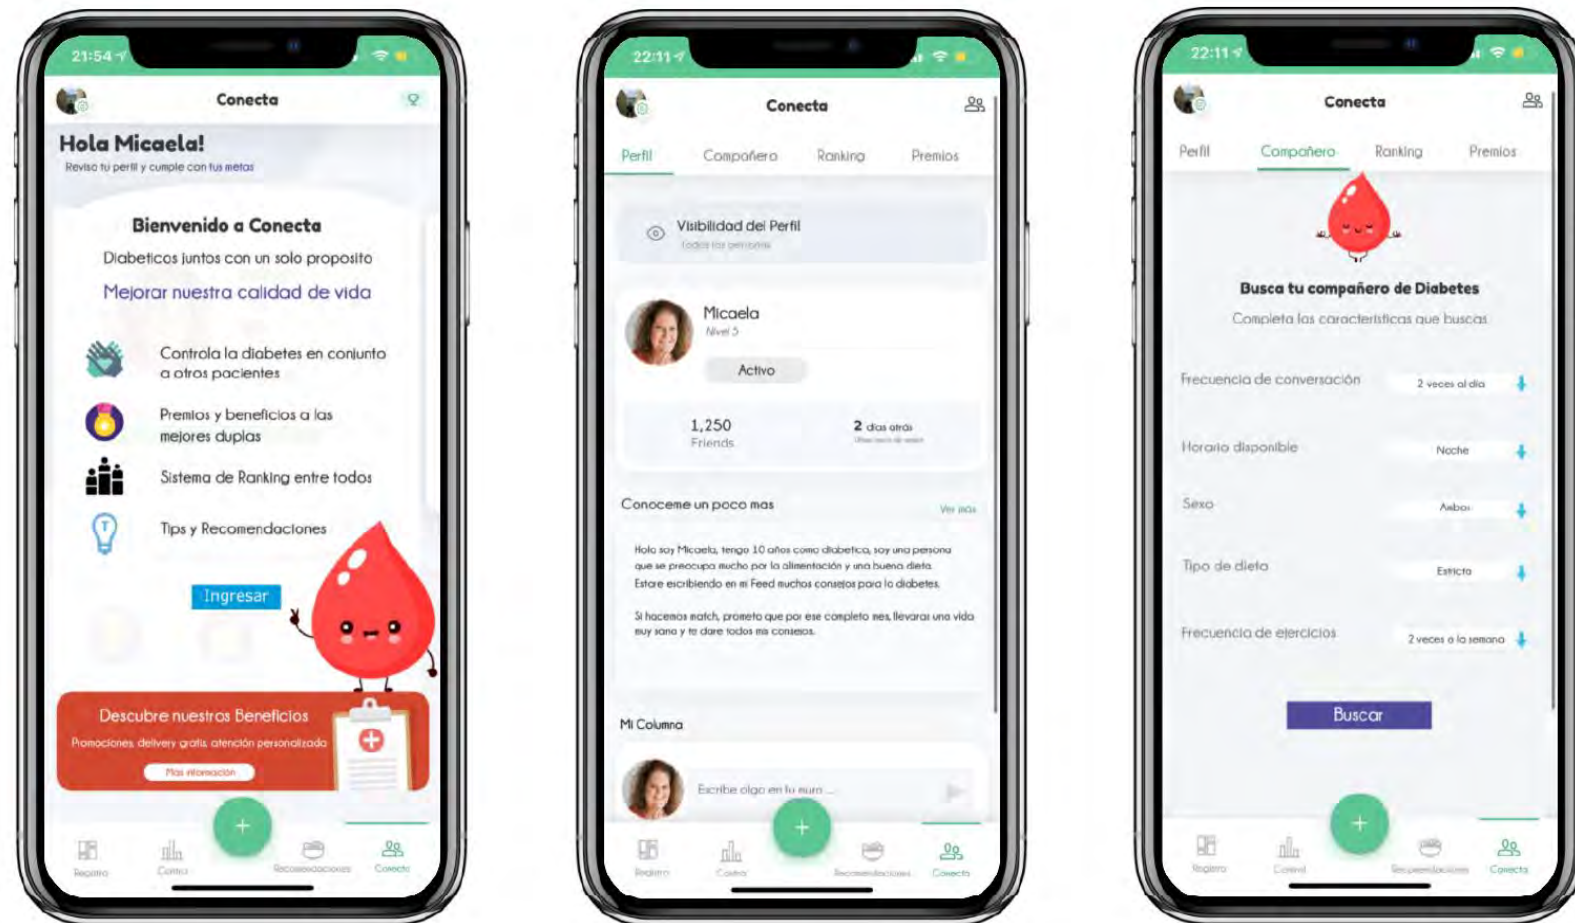 21:54
Conecta
Hola Micaela!
Revisa tu perfil y cumple con tus metas
Bienvenido a Conecta
Diabeticos juntos con un solo proposito
Mejorar nuestra calidad de vida
Controla la diabetes en conjunto
a otros pacientes
Premios y beneficios a las
mejores duplas
Sistema de Ranking entre todos
Tips y Recomendaciones
T
Ingresar
Descubre nuestros Beneficios
Promociones, delivery gratis, atención personalizada
Mas información
+
Registro
Control
Recomendaciones
Conecta
22:11
Conecta
Perfil Compañero Ranking Premios
Visibilidad del Perfil
Todas las personas
Micaela
Nivel 5
Activo
1,250
Friends
2 dias atrás
Conoceme un poco mas
Ver más
Hola soy Micaela, tengo 10 años como diabetica, soy una persona
que se preocupa mucho por la alimentación y una buena dieta.
Estare escribiendo en mi Feed muchos consejos para la diabetes.
Si hacemos match, prometo que por ese completo mes, llevaras una vida
muy sana y te dare todos mis consejos.
Mi Columna
Escribe algo en tu muro ...
+
Registro
Control
Recomendaciones
Conecta
22:11
Conecta
Perfil Compañero Ranking Premios
Busca tu compañero de Diabetes
Completa las características que buscas
Frecuencia de conversación 2 veces al día
Horario disponible Noche
Sexo Ambos
Tipo de dieta Estricta
Frecuencia de ejercicios 2 veces a la semana
Buscar
+
Registro
Control
Recomendaciones
Conecta